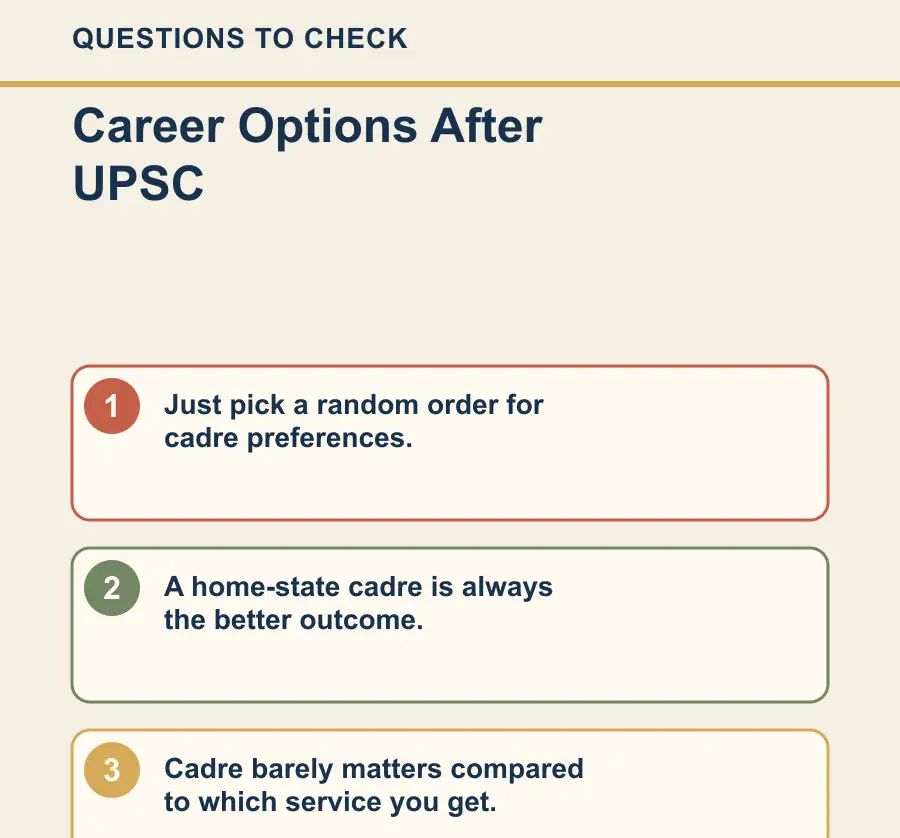 QUESTIONS TO CHECK
Career Options After
UPSC
1
Just pick a random order for
cadre preferences.
2
A home-state cadre is always
the better outcome.
3
Cadre barely matters compared
to which service you get.